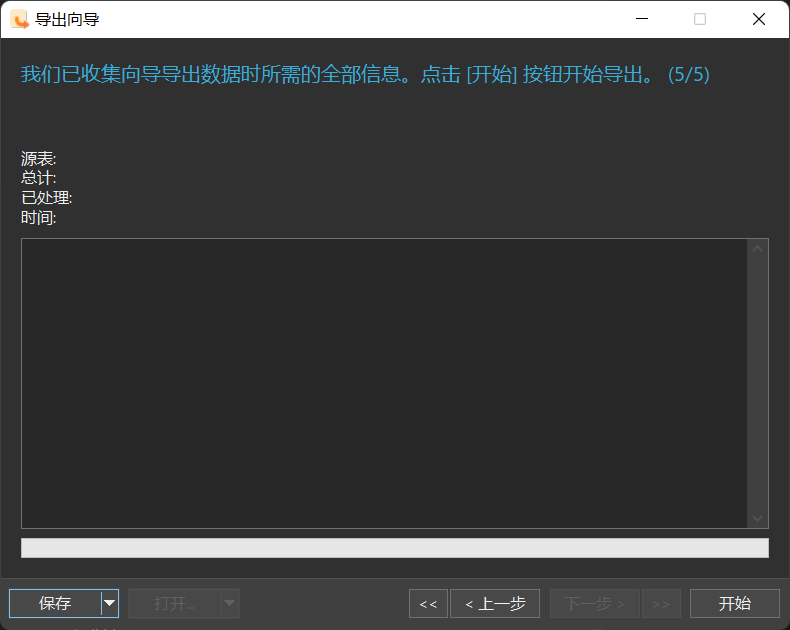 导出向导
我们已收集向导导出数据时所需的全部信息。点击 [开始] 按钮开始导出。 (5/5)
源表:
总计:
已处理:
时间:
保存
打开...
<<
< 上一步
下一步 >
>>
开始